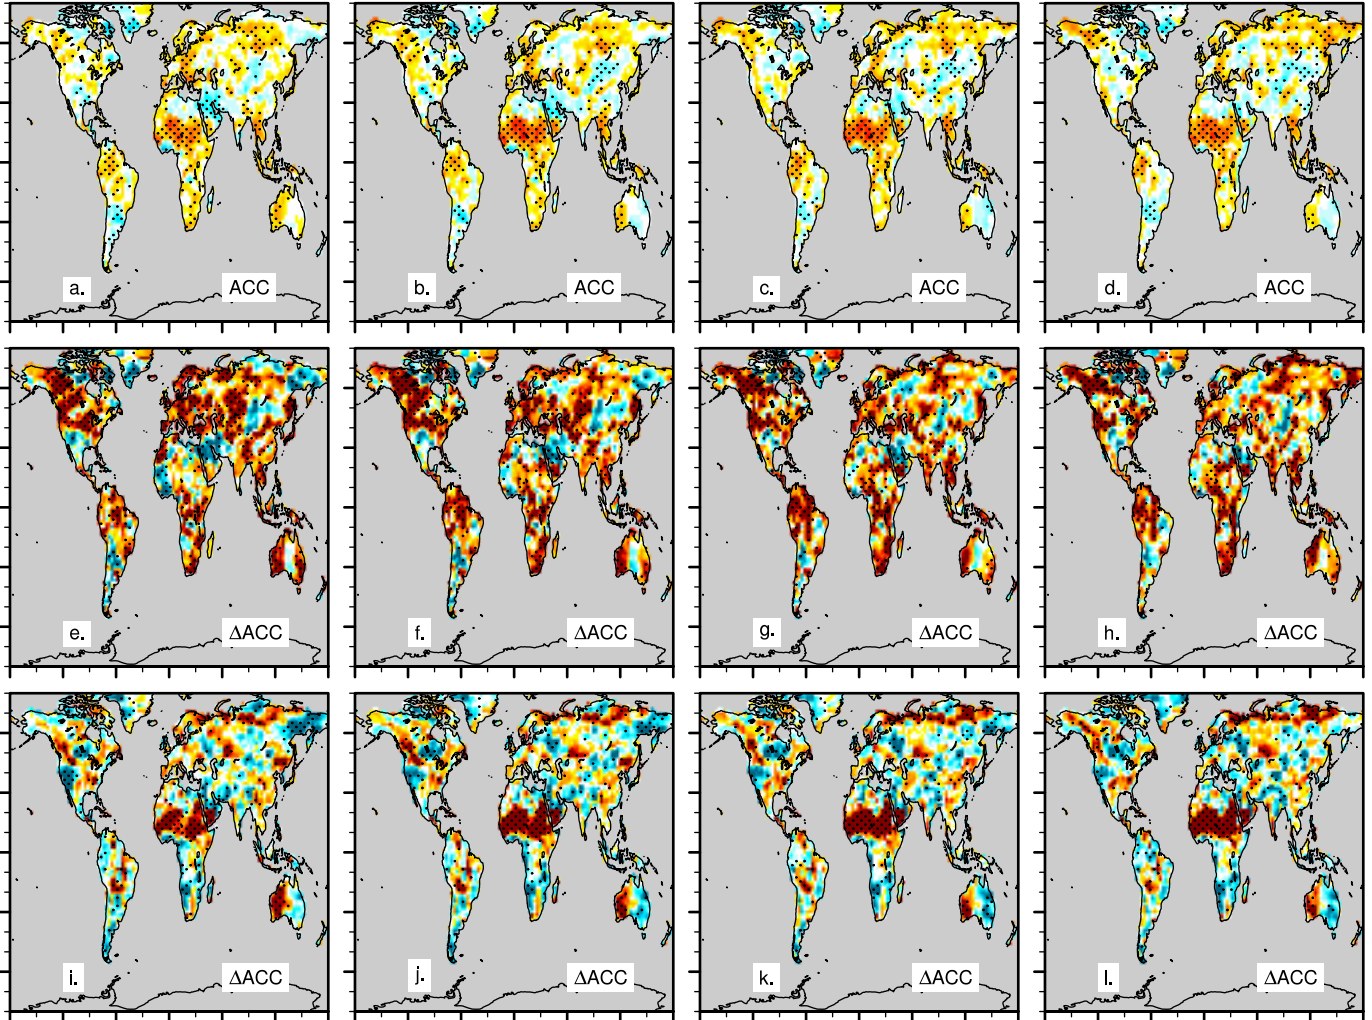 a. ACC
b. ACC
c. ACC
d. ACC
e. ΔACC
f. ΔACC
g. ΔACC
h. ΔACC
i. ΔACC
j. ΔACC
k. ΔACC
l. ΔACC